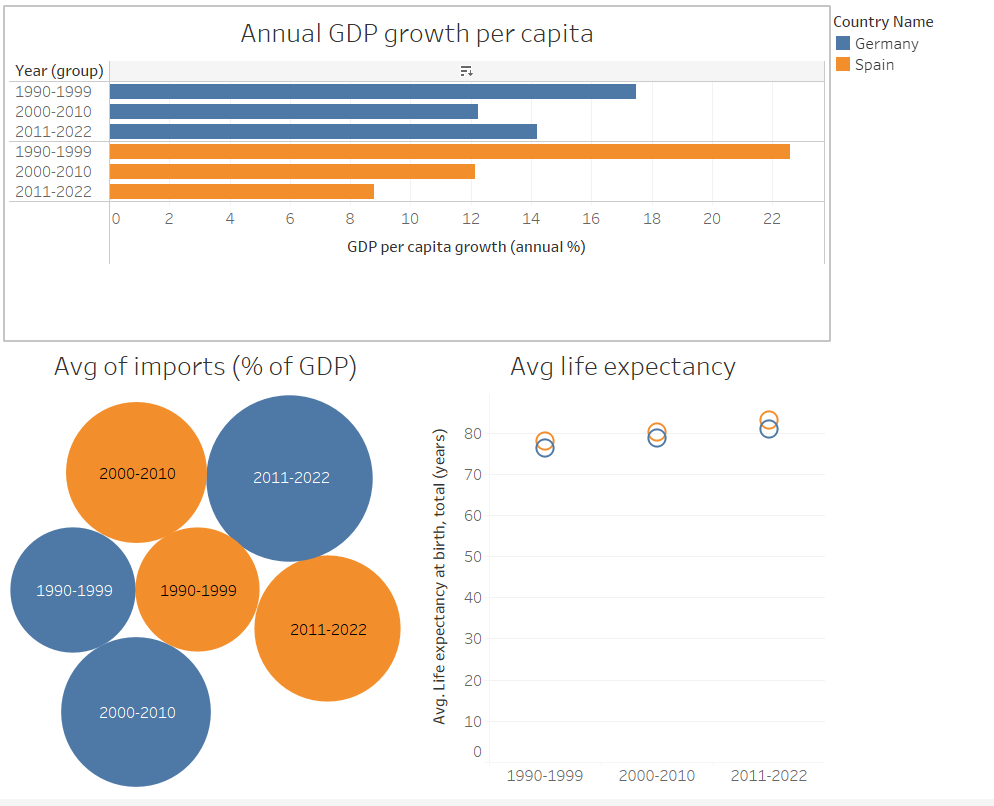 Annual GDP growth per capita
Country Name
Germany
Spain
Year (group)
1990-1999
2000-2010
2011-2022
1990-1999
2000-2010
2011-2022
0 2 4 6 8 10 12 14 16 18 20 22
GDP per capita growth (annual %)
Avg of imports (% of GDP)
2000-2010
2011-2022
1990-1999
1990-1999
2011-2022
2000-2010
Avg life expectancy
Avg. Life expectancy at birth, total (years)
80
70
60
50
40
30
20
10
0
1990-1999 2000-2010 2011-2022